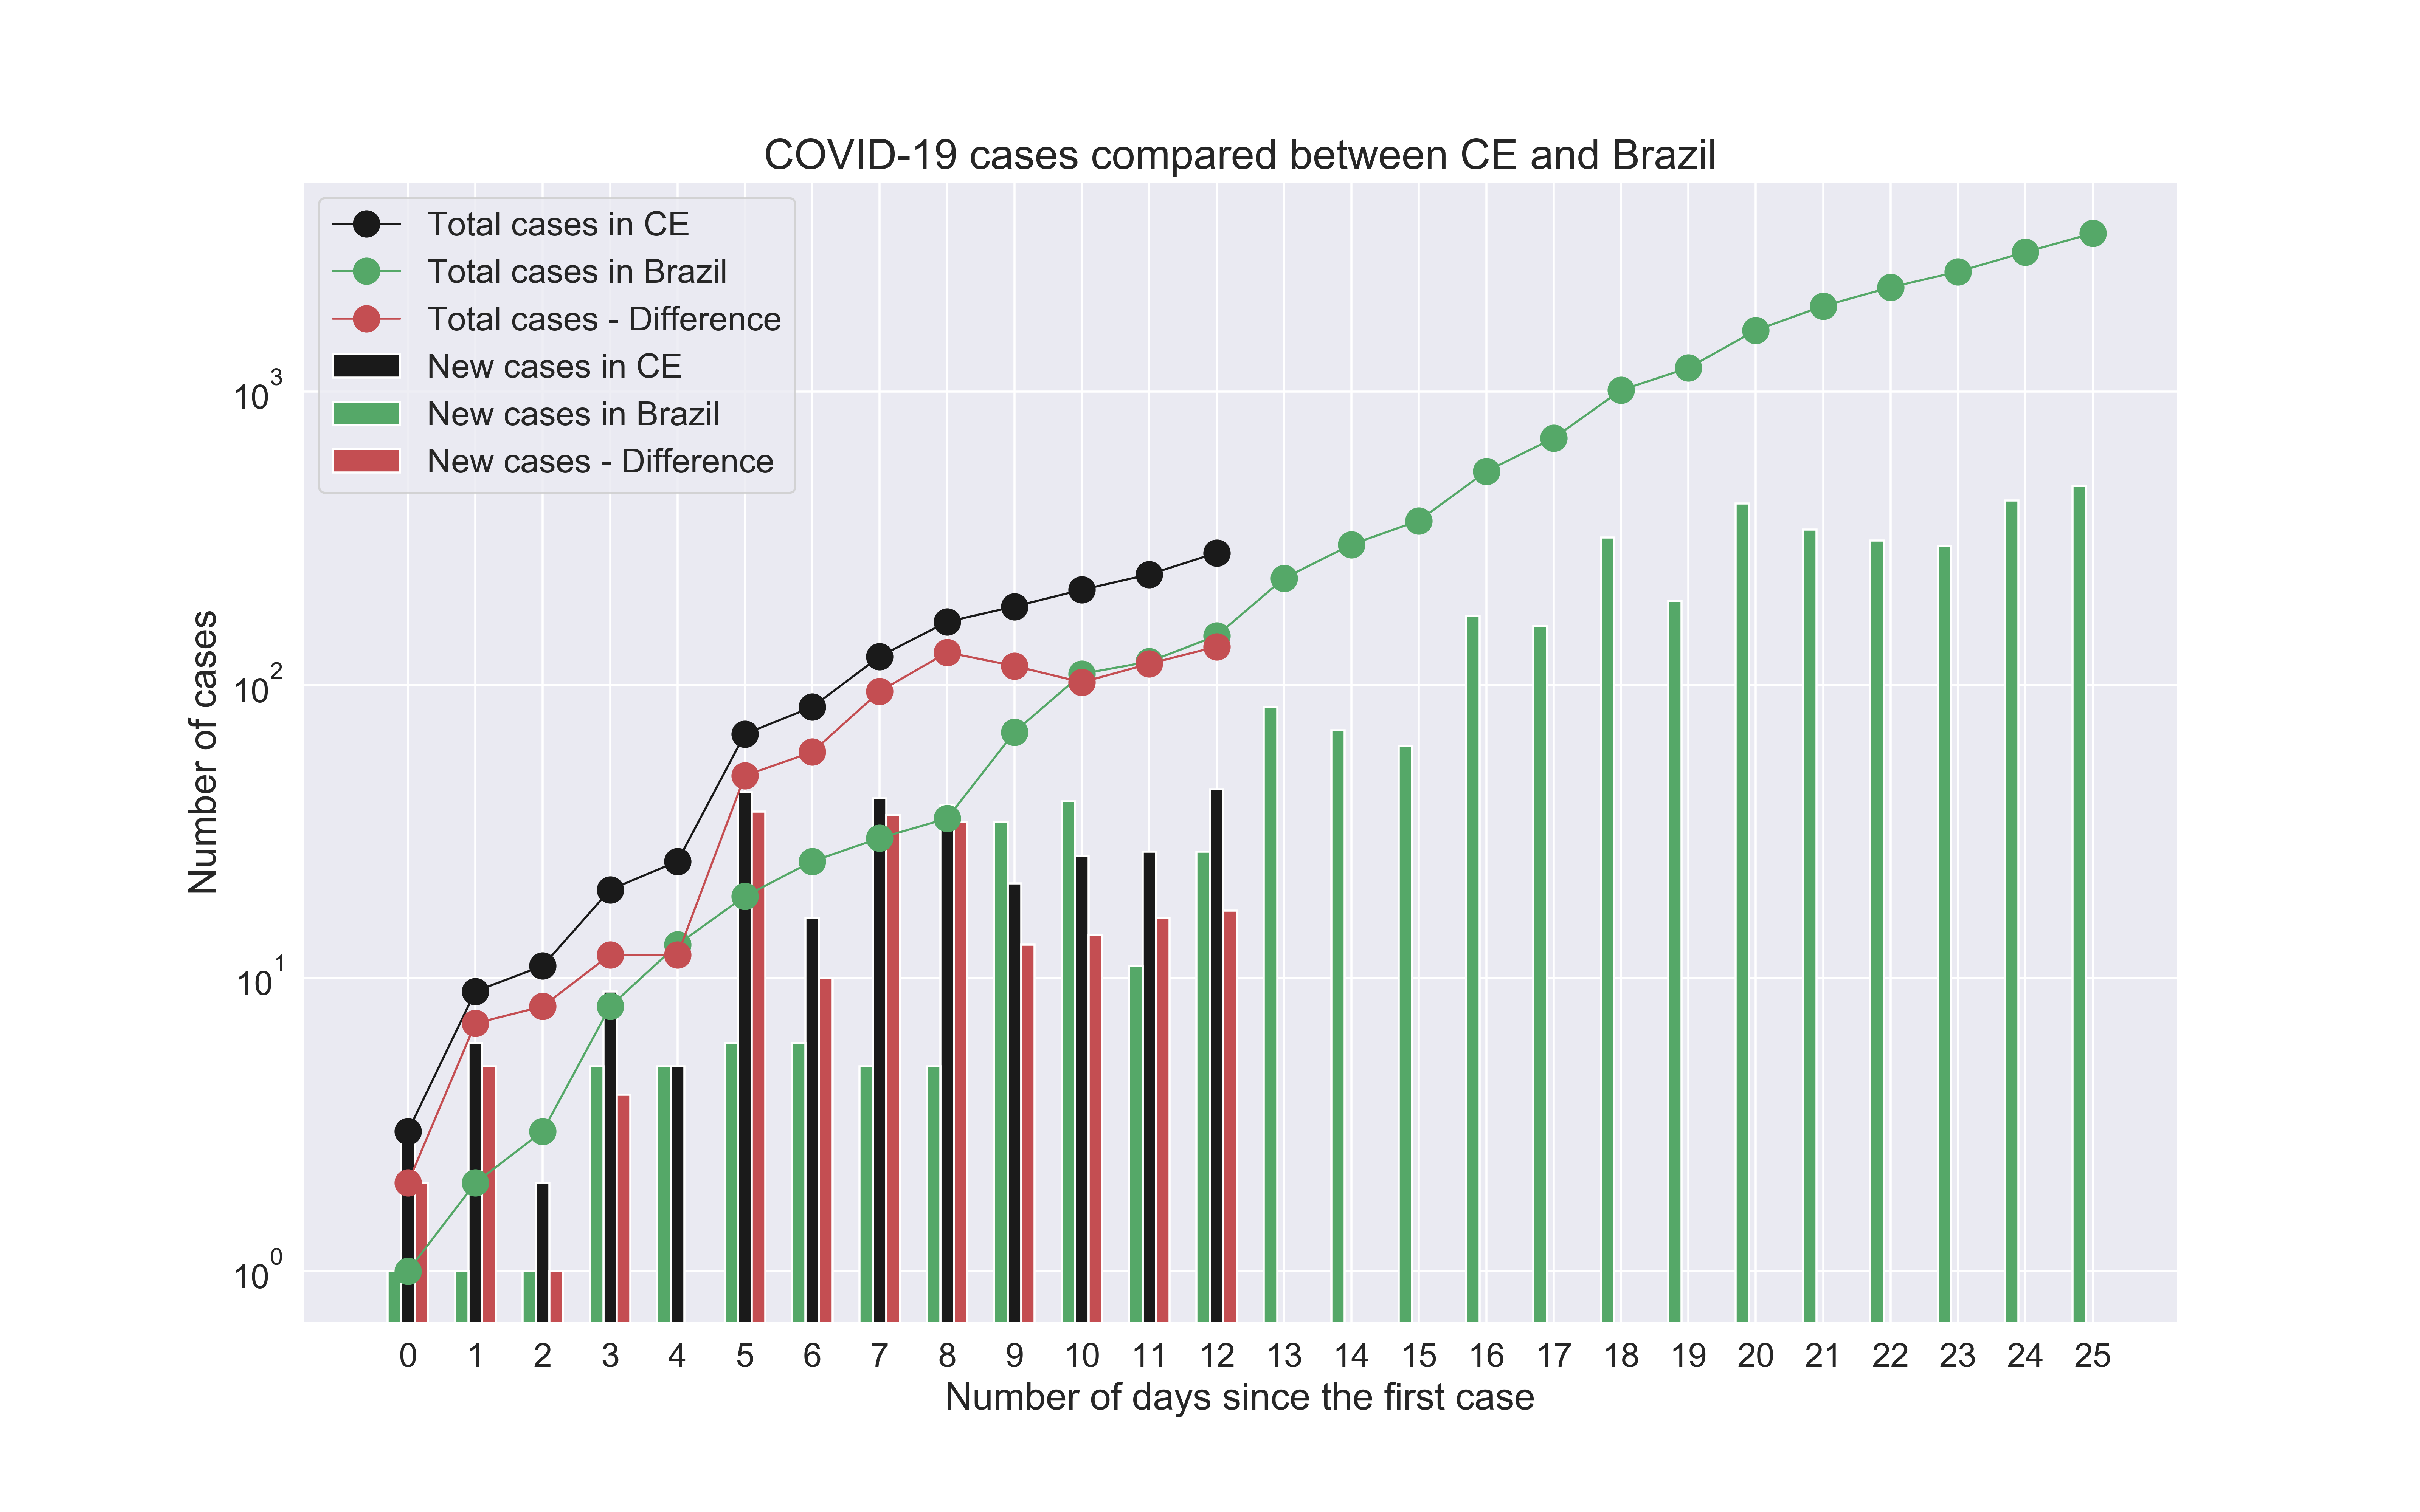 COVID-19 cases compared between CE and Brazil
Total cases in CE
Total cases in Brazil
Total cases - Difference
New cases in CE
New cases in Brazil
New cases - Difference
Number of cases
10³
10²
10¹
10⁰
0 1 2 3 4 5 6 7 8 9 10 11 12 13 14 15 16 17 18 19 20 21 22 23 24 25
Number of days since the first case